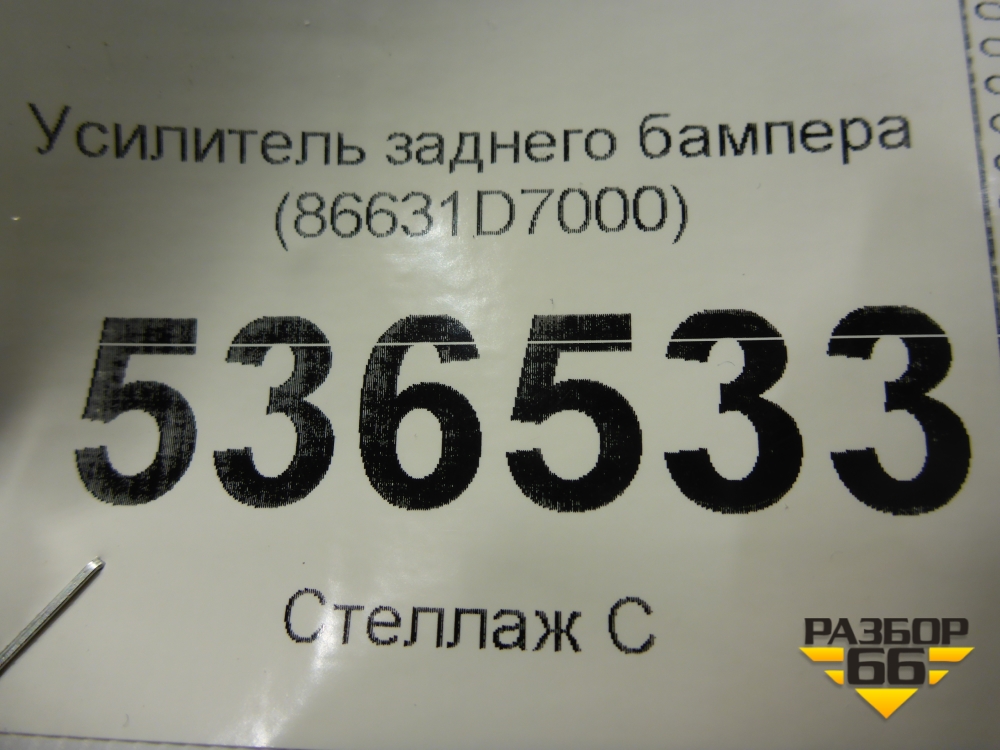 Усилитель заднего бампера
(86631D7000)
536533
Стеллаж С
РАЗБОР
66